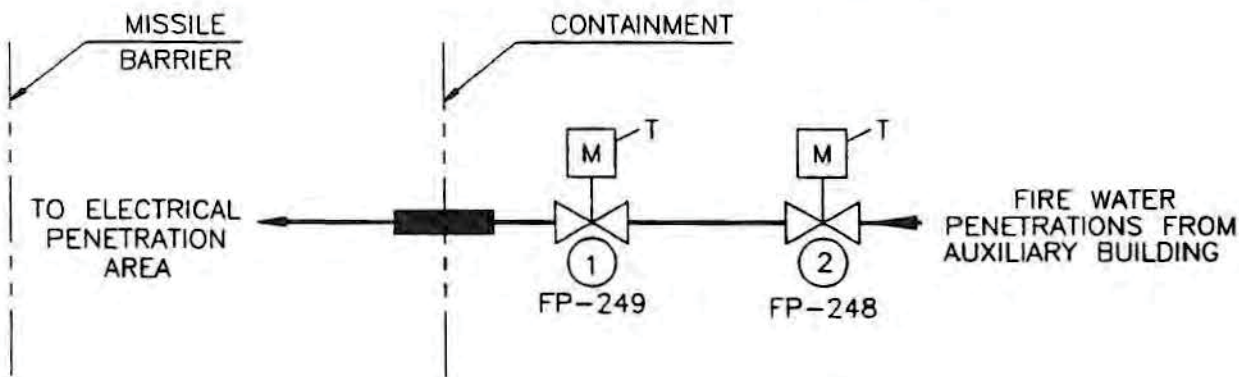 MISSILE
BARRIER
CONTAINMENT
M
T
M
T
TO ELECTRICAL
PENETRATION
AREA
FIRE WATER
PENETRATIONS FROM
AUXILIARY BUILDING
1
FP-249
2
FP-248